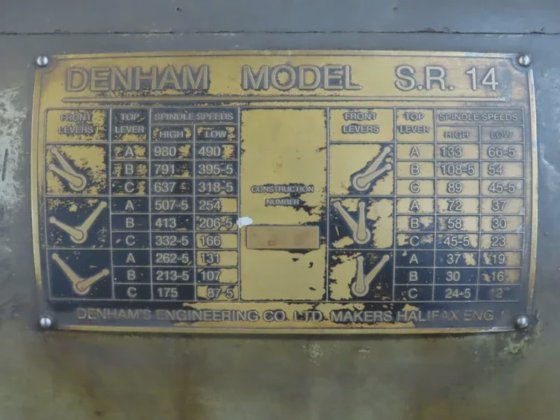 DENHAM MODEL S.R. 14
FRONT LEVERS TOP LEVER SPINDLE SPEEDS HIGH LOW
A 980 490
B 791 395-5
C 637 318-5
A 507-5 254
B 413 206-5
C 332-5 166
A 262-5 131
B 213-5 107
C 175 87-5
CONSTRUCTION
NUMBER
FRONT LEVERS TOP LEVER SPINDLE SPEEDS HIGH LOW
A 133 66-5
B 108-5 54
C 89 45-5
A 72 37
B 58 30
C 45-5 23
A 37 19
B 30 16
C 24-5 12
DENHAM'S ENGINEERING CO. LTD. MAKERS HALIFAX ENG.